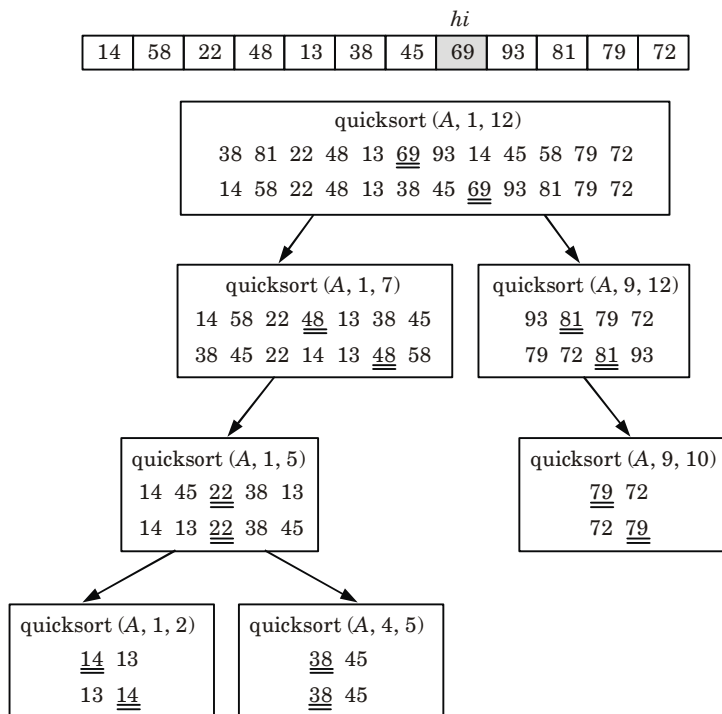 hi
14 58 22 48 13 38 45 69 93 81 79 72
quicksort (A, 1, 12)
38 81 22 48 13 69 93 14 45 58 79 72
14 58 22 48 13 38 45 69 93 81 79 72
quicksort (A, 1, 7)
14 58 22 48 13 38 45
38 45 22 14 13 48 58
quicksort (A, 9, 12)
93 81 79 72
79 72 81 93
quicksort (A, 1, 5)
14 45 22 38 13
14 13 22 38 45
quicksort (A, 9, 10)
79 72
72 79
quicksort (A, 1, 2)
14 13
13 14
quicksort (A, 4, 5)
38 45
38 45